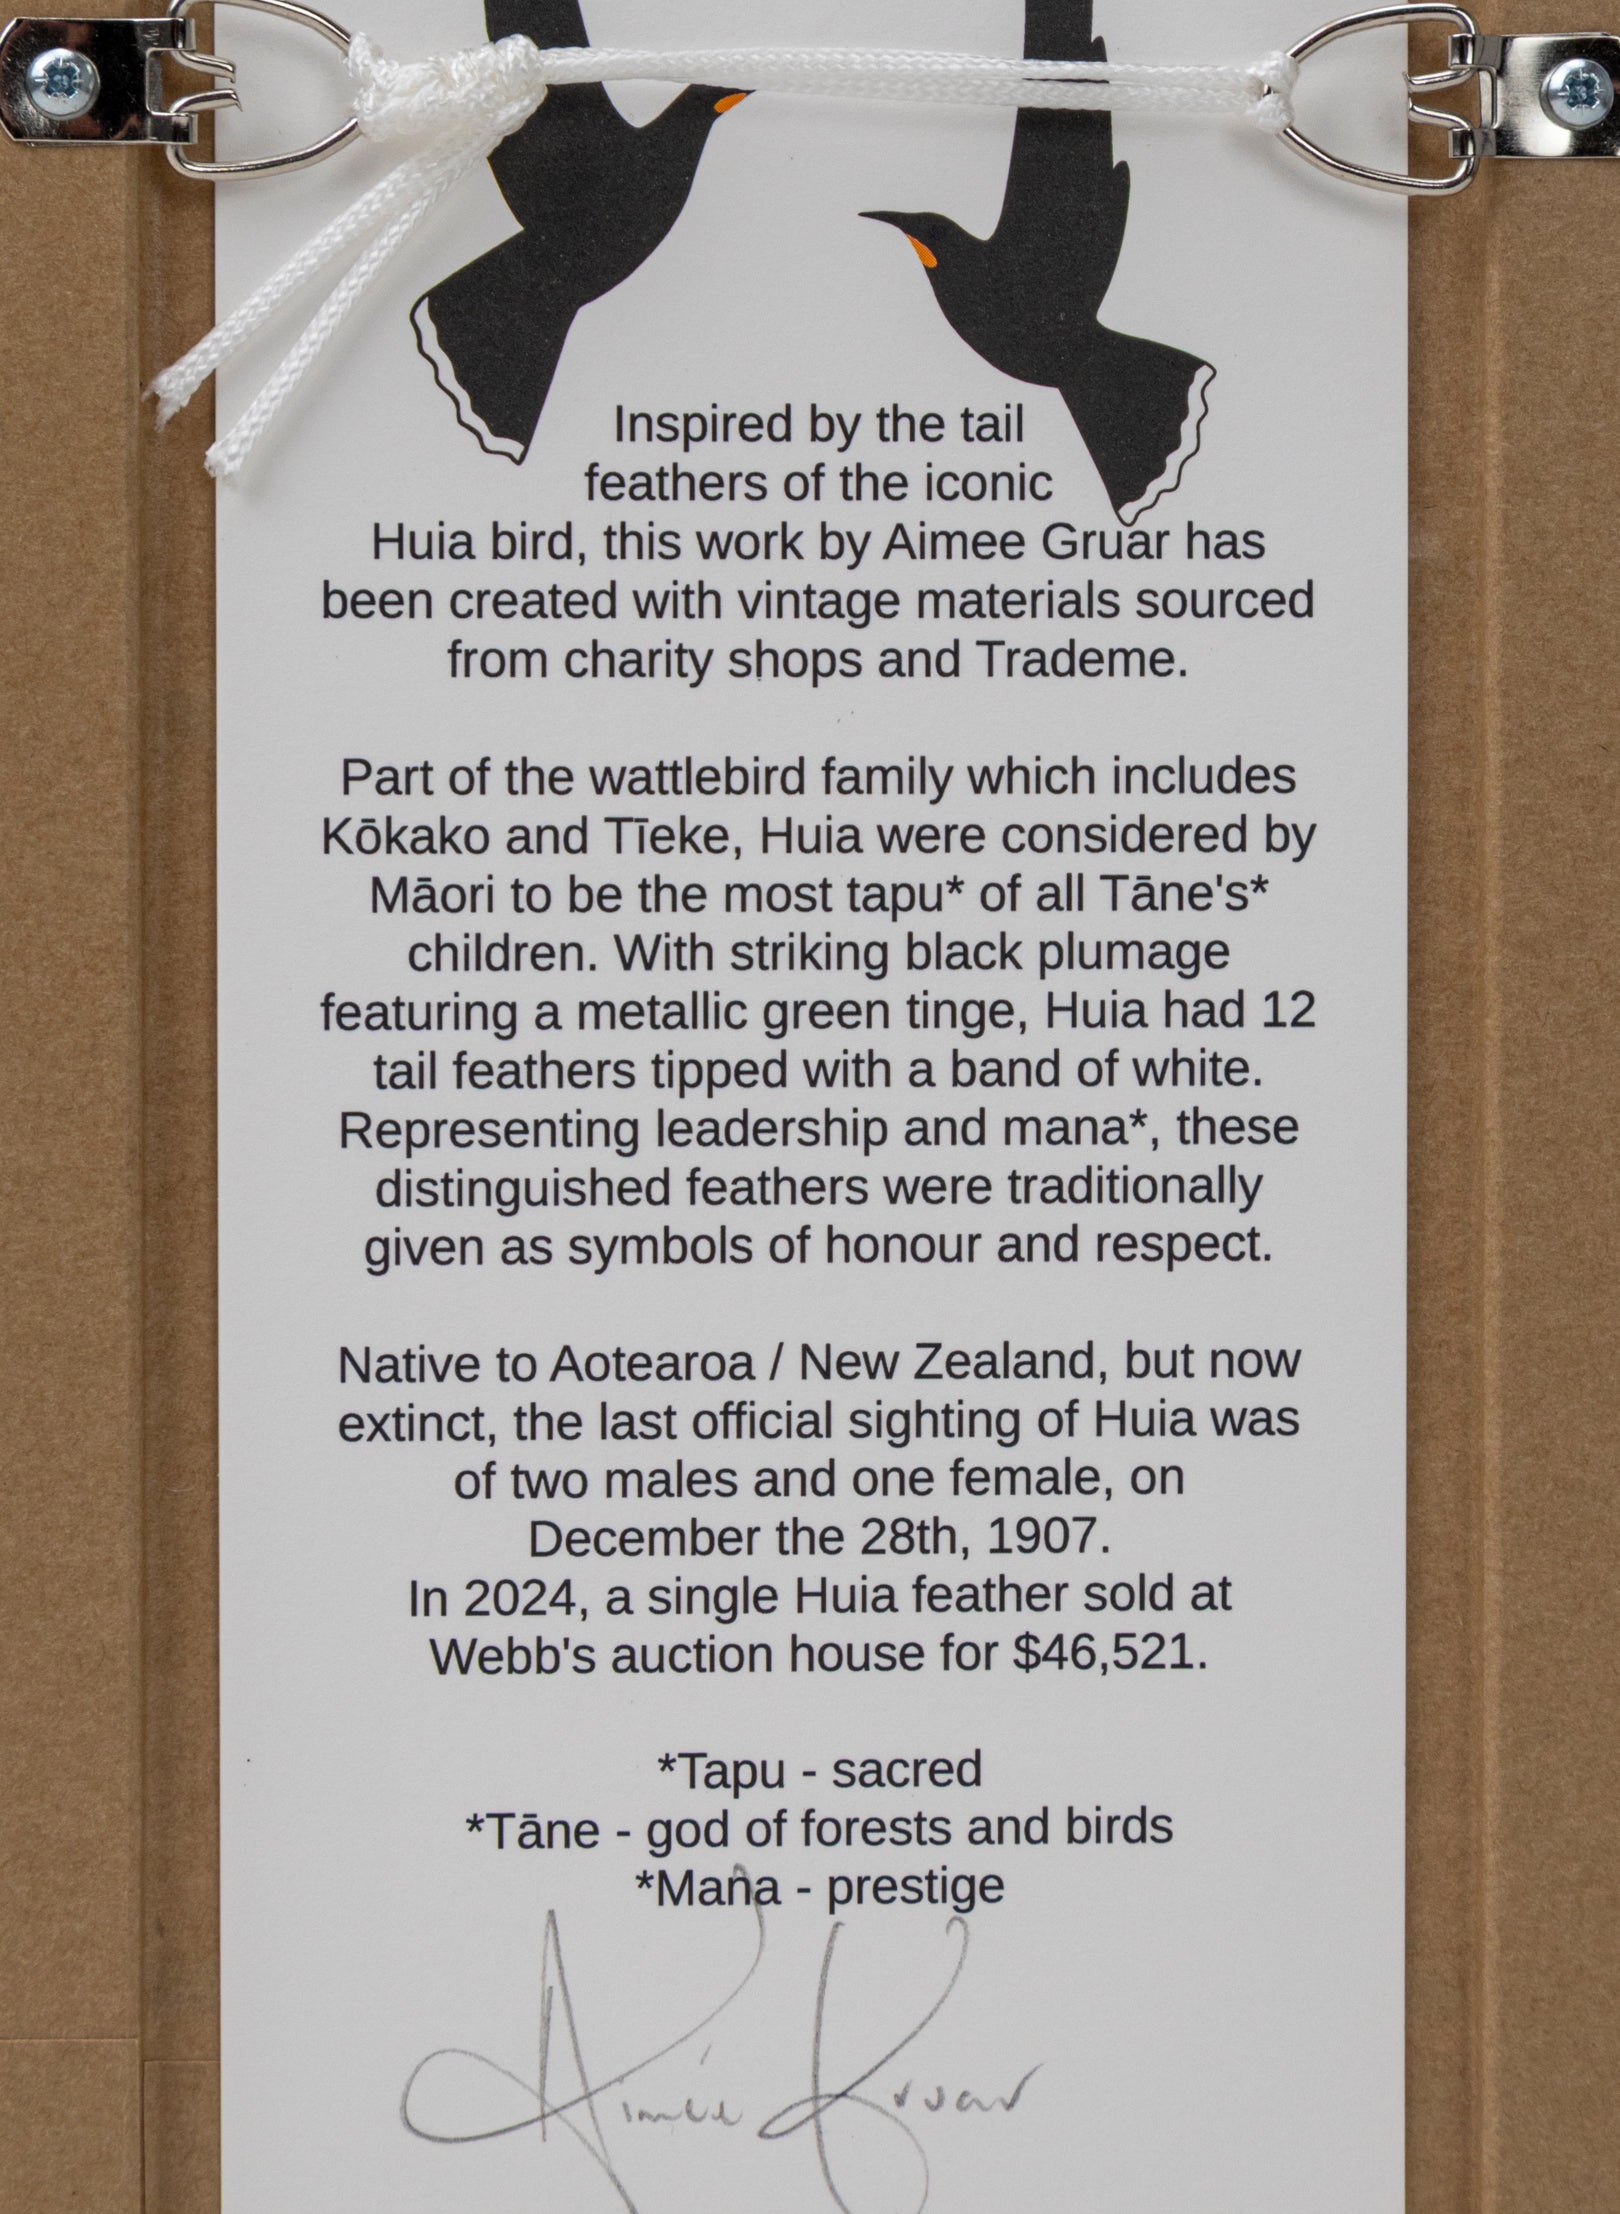 Inspired by the tail
feathers of the iconic
Huia bird, this work by Aimee Gruar has
been created with vintage materials sourced
from charity shops and Trademe.
Part of the wattlebird family which includes
Kōkako and Tīeke, Huia were considered by
Māori to be the most tapu* of all Tāne's*
children. With striking black plumage
featuring a metallic green tinge, Huia had 12
tail feathers tipped with a band of white.
Representing leadership and mana*, these
distinguished feathers were traditionally
given as symbols of honour and respect.
Native to Aotearoa / New Zealand, but now
extinct, the last official sighting of Huia was
of two males and one female, on
December the 28th, 1907.
In 2024, a single Huia feather sold at
Webb's auction house for $46,521.
*Tapu - sacred
*Tāne - god of forests and birds
*Mana - prestige
Aimee Gruar